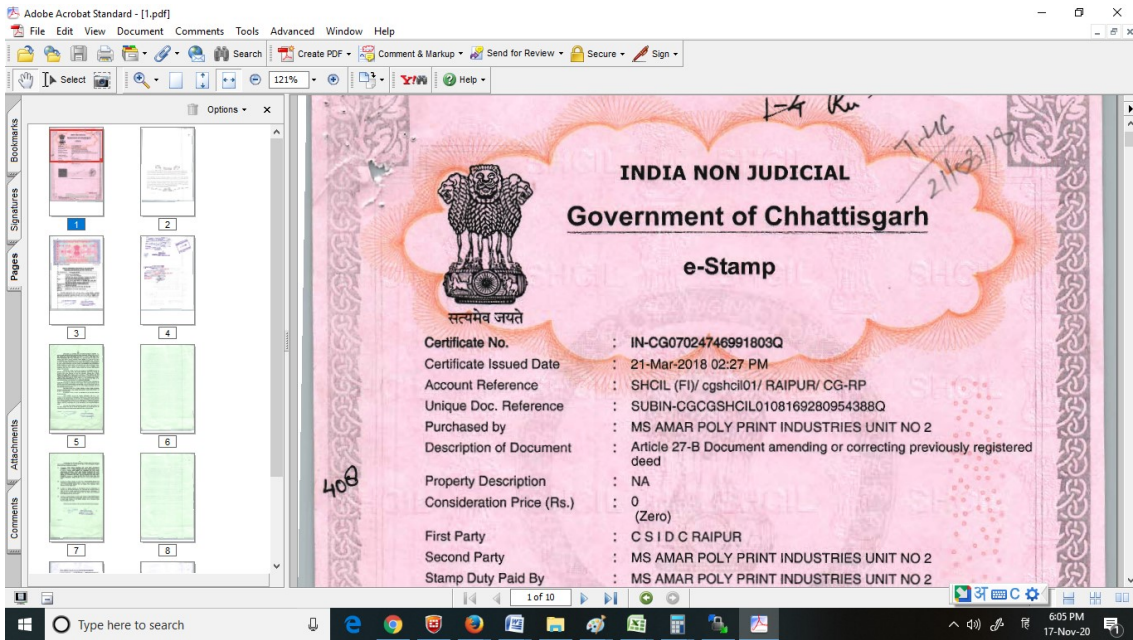 Adobe Acrobat Standard - [1.pdf]
File Edit View Document Comments Tools Advanced Window Help
Search Create PDF Comment & Markup Send for Review Secure Sign
Select 121% Help
Options
Bookmarks
Signatures
Pages
Attachments
Comments
1 2
3 4
5 6
7 8
INDIA NON JUDICIAL
Government of Chhattisgarh
e-Stamp
सत्यमेव जयते
21/03/18
408
Certificate No. : IN-CG07024746991803Q
Certificate Issued Date : 21-Mar-2018 02:27 PM
Account Reference : SHCIL (FI)/ cgshcil01/ RAIPUR/ CG-RP
Unique Doc. Reference : SUBIN-CGCGSHCIL0108169280954388Q
Purchased by : MS AMAR POLY PRINT INDUSTRIES UNIT NO 2
Description of Document : Article 27-B Document amending or correcting previously registered
deed
Property Description : NA
Consideration Price (Rs.) : 0
(Zero)
First Party : C S I D C RAIPUR
Second Party : MS AMAR POLY PRINT INDUSTRIES UNIT NO 2
Stamp Duty Paid By : MS AMAR POLY PRINT INDUSTRIES UNIT NO 2
1 of 10
अ C
Type here to search
हि
6:05 PM
17-Nov-20